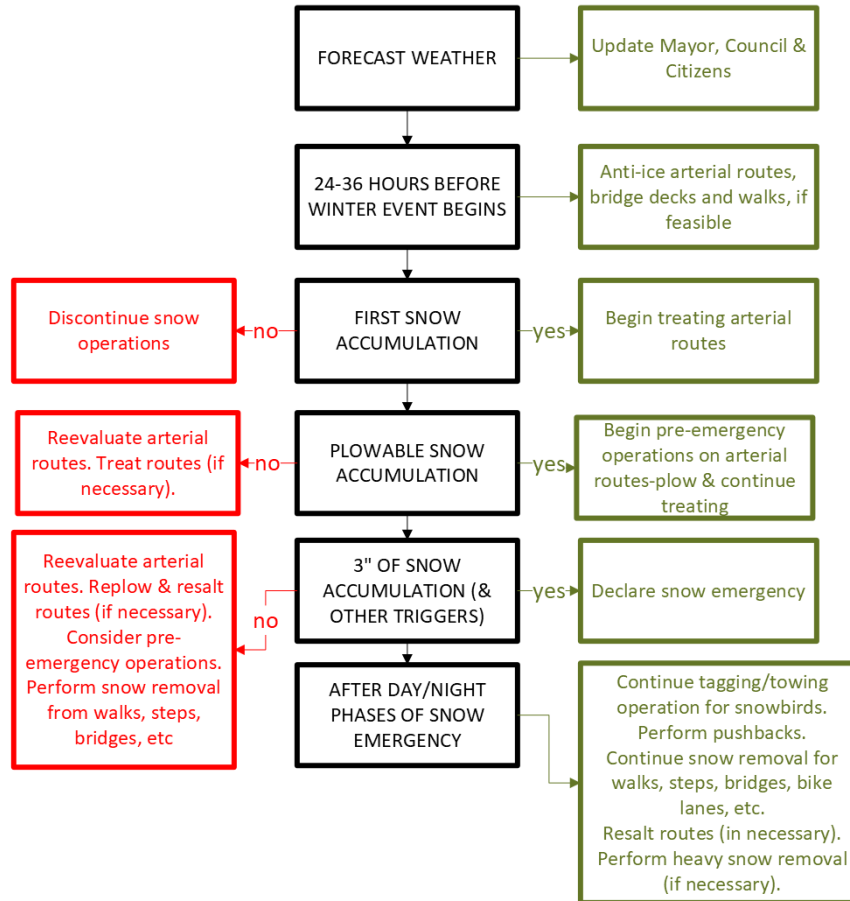 FORECAST WEATHER
Update Mayor, Council &
Citizens
24-36 HOURS BEFORE
WINTER EVENT BEGINS
Anti-ice arterial routes,
bridge decks and walks, if
feasible
Discontinue snow
operations
no
FIRST SNOW
ACCUMULATION
yes
Begin treating arterial
routes
Reevaluate arterial
routes. Treat routes (if
necessary).
no
PLOWABLE SNOW
ACCUMULATION
yes
Begin pre-emergency
operations on arterial
routes-plow & continue
treating
Reevaluate arterial
routes. Replow & resalt
routes (if necessary).
Consider pre-
emergency operations.
Perform snow removal
from walks, steps,
bridges, etc
no
3" OF SNOW
ACCUMULATION (&
OTHER TRIGGERS)
yes
Declare snow emergency
AFTER DAY/NIGHT
PHASES OF SNOW
EMERGENCY
Continue tagging/towing
operation for snowbirds.
Perform pushbacks.
Continue snow removal for
walks, steps, bridges, bike
lanes, etc.
Resalt routes (in necessary).
Perform heavy snow removal
(if necessary).